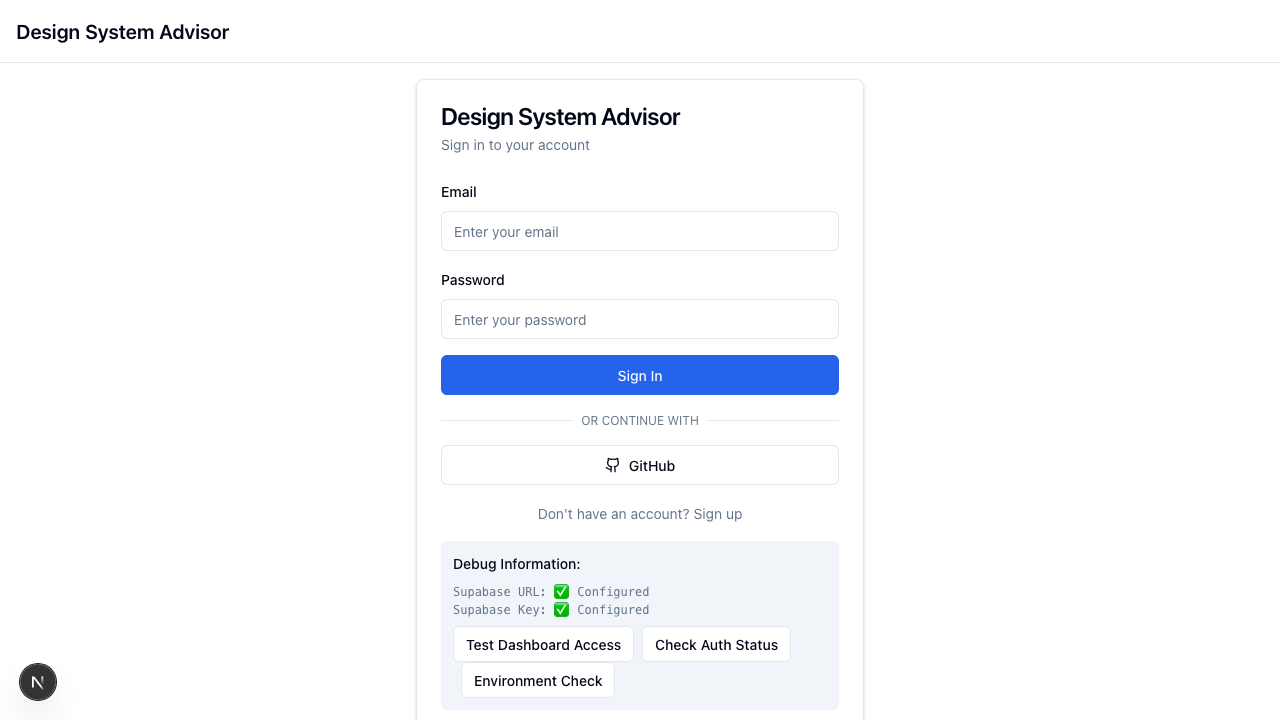 Design System Advisor
Design System Advisor
Sign in to your account
Email
Enter your email
Password
Enter your password
Sign In
OR CONTINUE WITH
GitHub
Don't have an account? Sign up
Debug Information:
Supabase URL: ✅ Configured
Supabase Key: ✅ Configured
Test Dashboard Access Check Auth Status
Environment Check
N